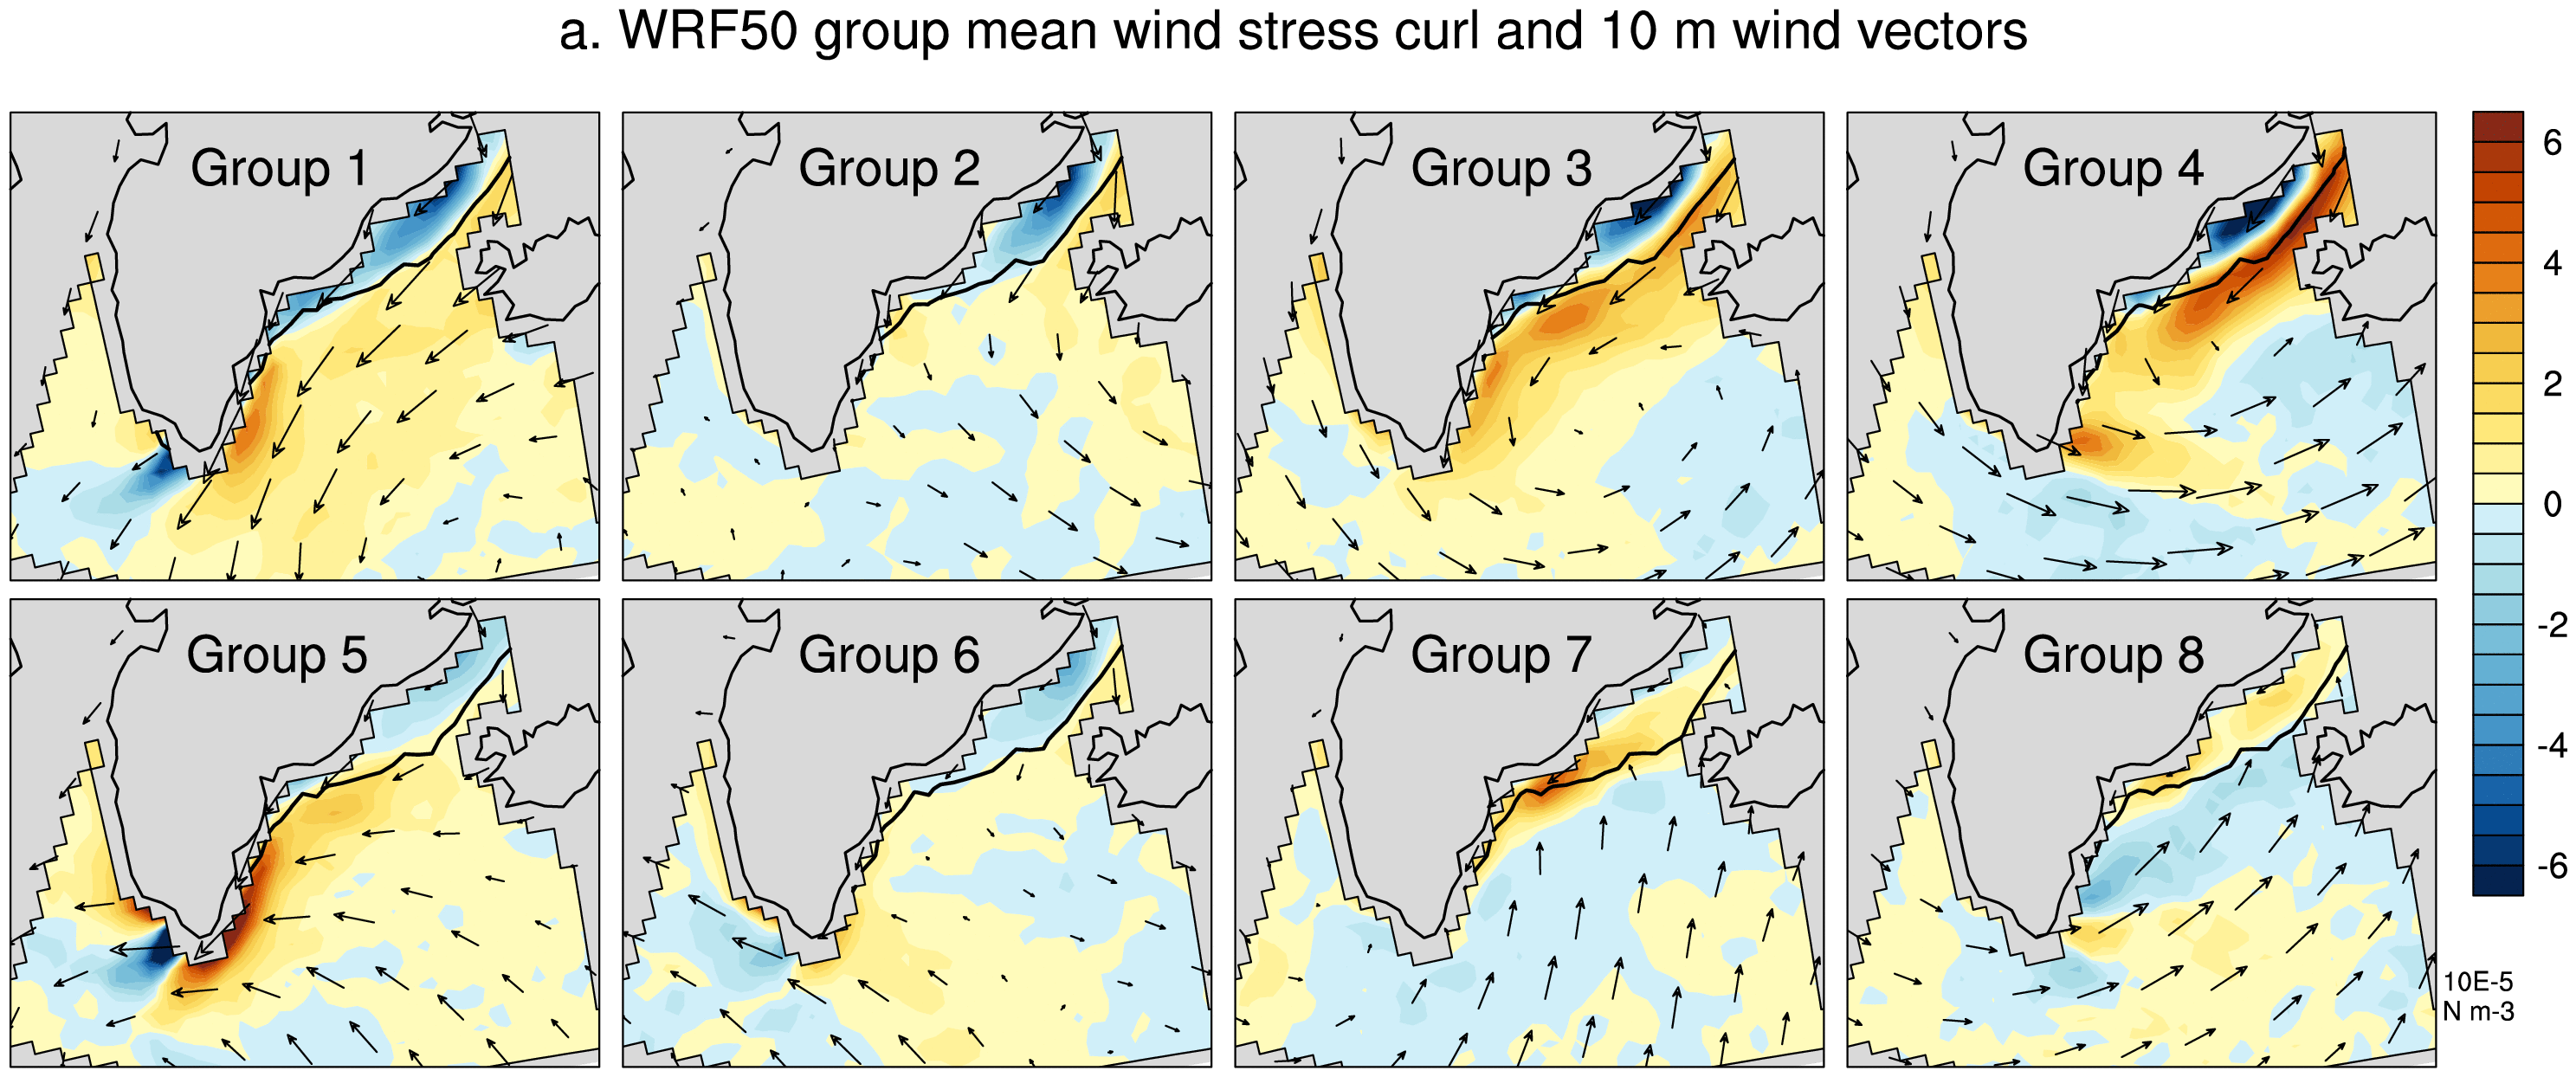 a. WRF50 group mean wind stress curl and 10 m wind vectors
Group 1
Group 2
Group 3
Group 4
Group 5
Group 6
Group 7
Group 8
6
4
2
0
-2
-4
-6
10E-5
N m-3